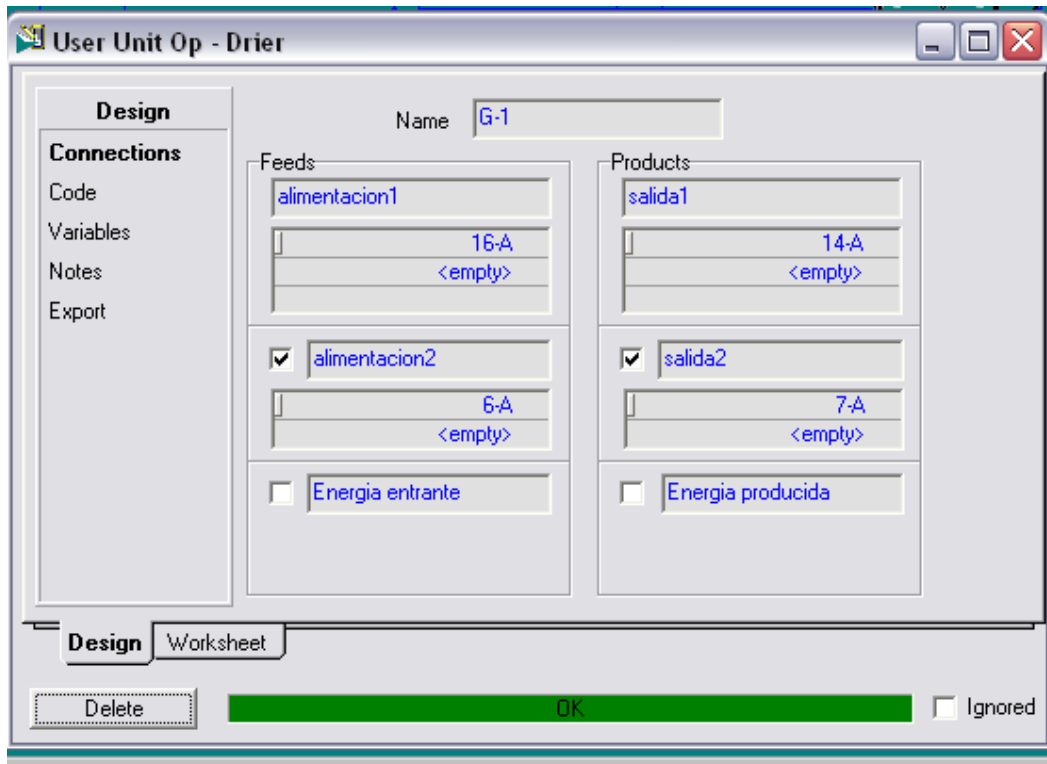 User Unit Op - Drier
Design
Connections
Code
Variables
Notes
Export
Name G-1
Feeds
alimentacion1
16-A
<empty>
alimentacion2
6-A
<empty>
Energia entrante
Products
salida1
14-A
<empty>
salida2
7-A
<empty>
Energia producida
Design Worksheet
Delete OK Ignored